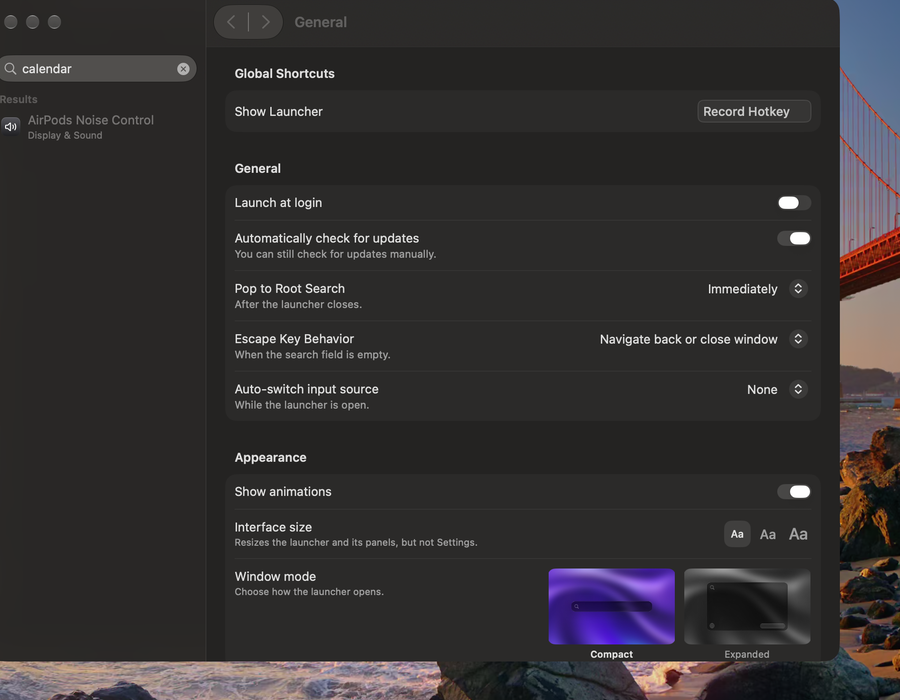 General
calendar
Results
AirPods Noise Control
Display & Sound
Global Shortcuts
Show Launcher
Record Hotkey
General
Launch at login
Automatically check for updates
You can still check for updates manually.
Pop to Root Search
Immediately
After the launcher closes.
Escape Key Behavior
Navigate back or close window
When the search field is empty.
Auto-switch input source
None
While the launcher is open.
Appearance
Show animations
Interface size
Resizes the launcher and its panels, but not Settings.
Aa Aa Aa
Window mode
Choose how the launcher opens.
Compact
Expanded